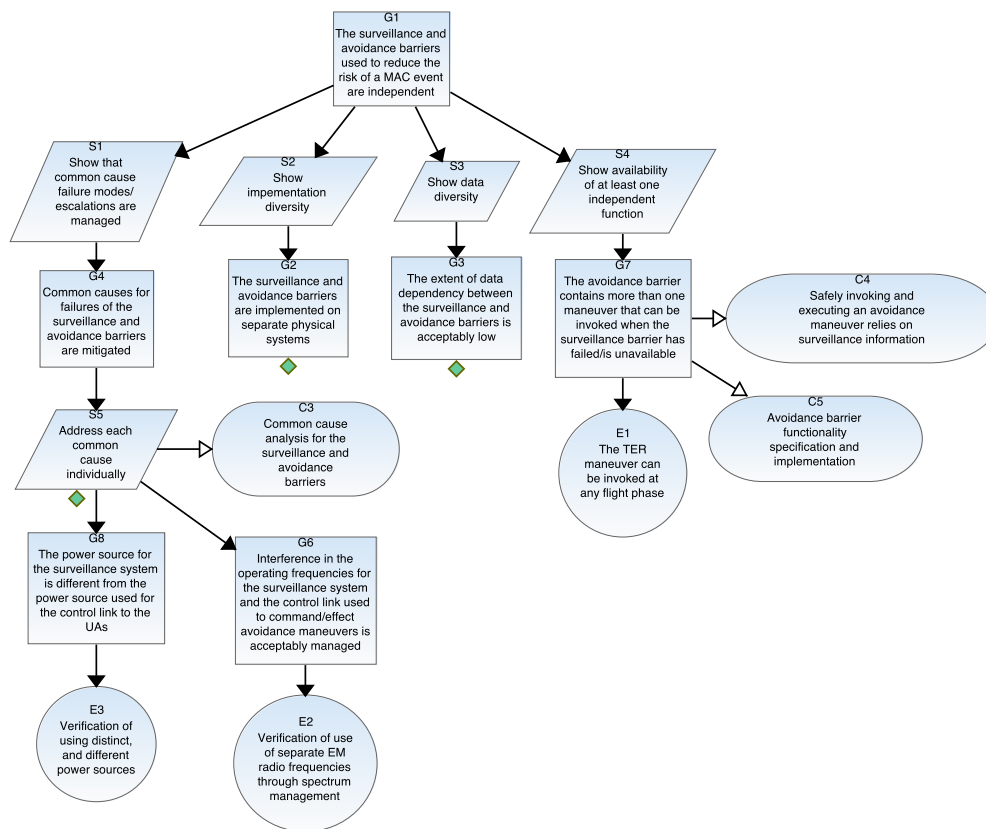 G1
The surveillance and
avoidance barriers
used to reduce the
risk of a MAC event
are independent
S1
Show that
common cause
failure modes/
escalations are
managed
S2
Show
impementation
diversity
S3
Show data
diversity
S4
Show availability
of at least one
independent
function
G4
Common causes for
failures of the
surveillance and
avoidance barriers
are mitigated
G2
The surveillance and
avoidance barriers
are implemented on
separate physical
systems
G3
The extent of data
dependency between
the surveillance and
avoidance barriers is
acceptably low
G7
The avoidance barrier
contains more than one
maneuver that can be
invoked when the
surveillance barrier has
failed/is unavailable
C4
Safely invoking and
executing an avoidance
maneuver relies on
surveillance information
S5
Address each
common
cause
individually
C3
Common cause
analysis for the
surveillance and
avoidance
barriers
E1
The TER
maneuver can
be invoked at
any flight phase
C5
Avoidance barrier
functionality
specification and
implementation
G8
The power source for
the surveillance system
is different from the
power source used for
the control link to the
UAs
G6
Interference in the
operating frequencies for
the surveillance system
and the control link used
to command/effect
avoidance maneuvers is
acceptably managed
E3
Verification of
using distinct,
and different
power sources
E2
Verification of use
of separate EM
radio frequencies
through spectrum
management